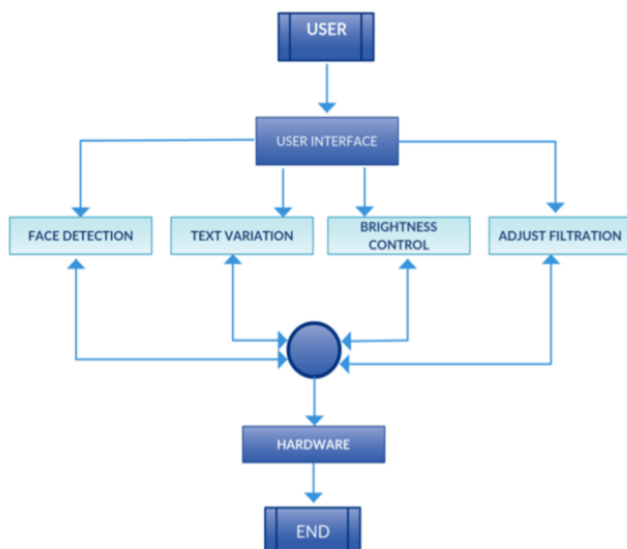 USER
USER INTERFACE
FACE DETECTION
TEXT VARIATION
BRIGHTNESS
CONTROL
ADJUST FILTRATION
HARDWARE
END